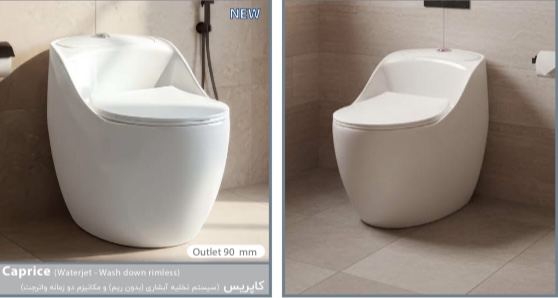 NEW
Outlet 90 mm
Caprice (Waterjet - Wash down rimless)
کاپریس (سیستم تخلیه آبشاری (بدون ریم) و مکانیزم دو زمانه واترجت)